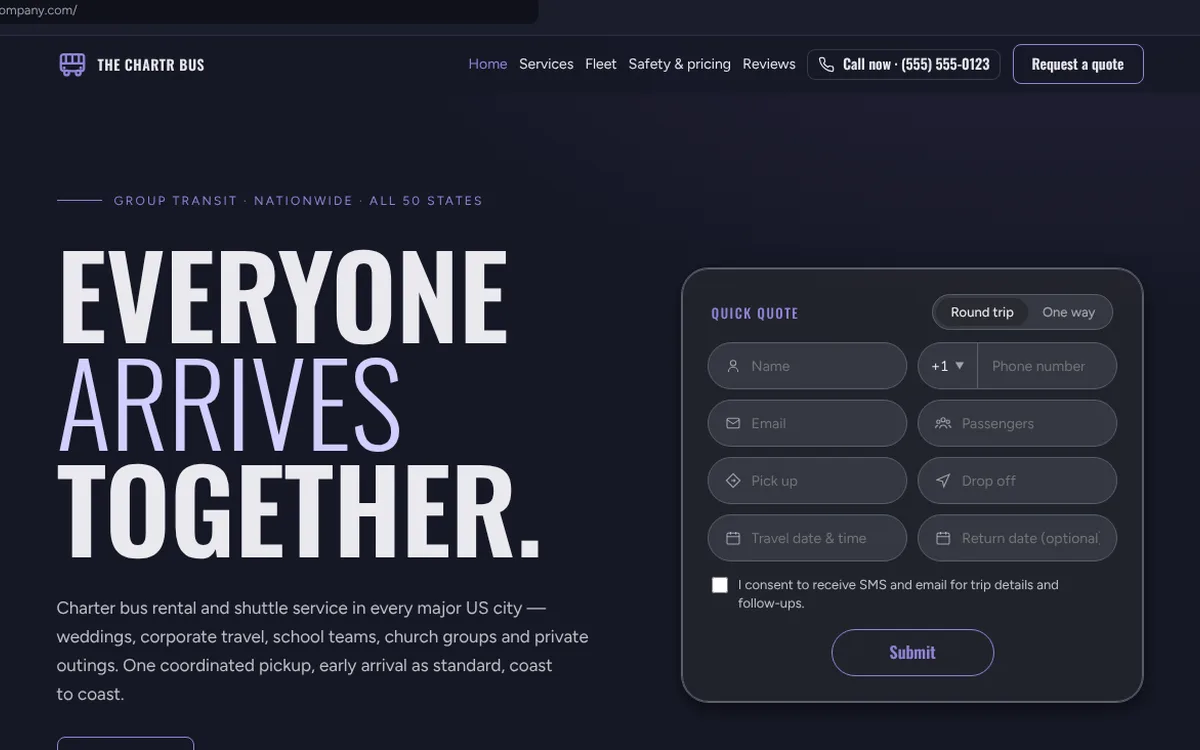 ompany.com/
THE CHARTR BUS
Home Services Fleet Safety & pricing Reviews Call now · (555) 555-0123 Request a quote
GROUP TRANSIT · NATIONWIDE · ALL 50 STATES
EVERYONE
ARRIVES
TOGETHER.
Charter bus rental and shuttle service in every major US city —
weddings, corporate travel, school teams, church groups and private
outings. One coordinated pickup, early arrival as standard, coast
to coast.
QUICK QUOTE Round trip One way
Name +1 Phone number
Email Passengers
Pick up Drop off
Travel date & time Return date (optional
I consent to receive SMS and email for trip details and
follow-ups.
Submit